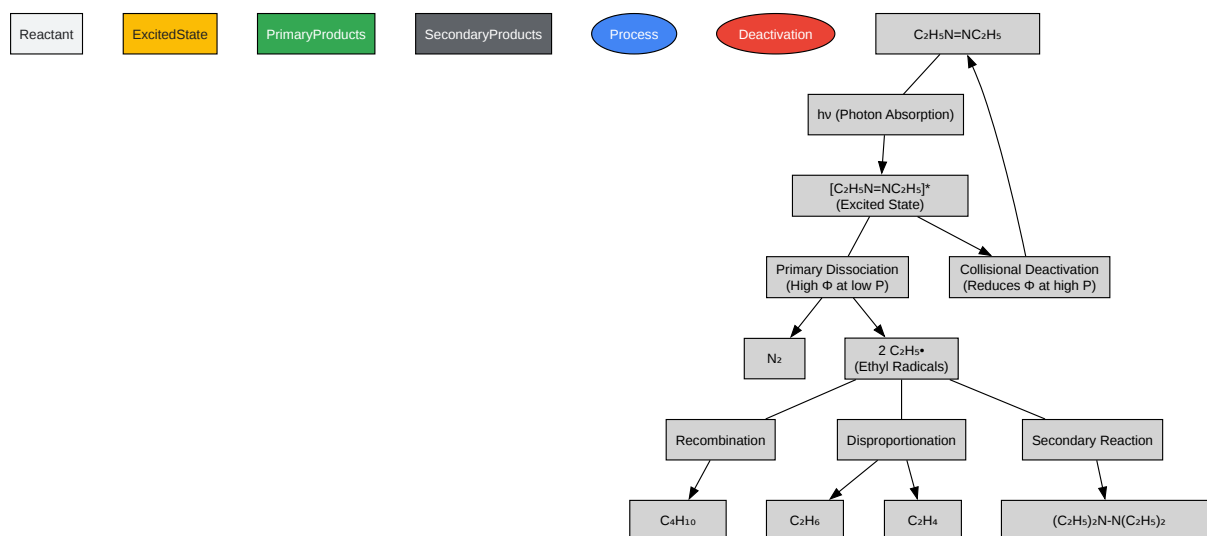 Reactant
ExcitedState
PrimaryProducts
SecondaryProducts
Process
Deactivation
C₂H₅N=NC₂H₅
hν (Photon Absorption)
[C₂H₅N=NC₂H₅]*
(Excited State)
Primary Dissociation
(High Φ at low P)
Collisional Deactivation
(Reduces Φ at high P)
N₂
2 C₂H₅•
(Ethyl Radicals)
Recombination
Disproportionation
Secondary Reaction
C₄H₁₀
C₂H₆
C₂H₄
(C₂H₅)₂N-N(C₂H₅)₂